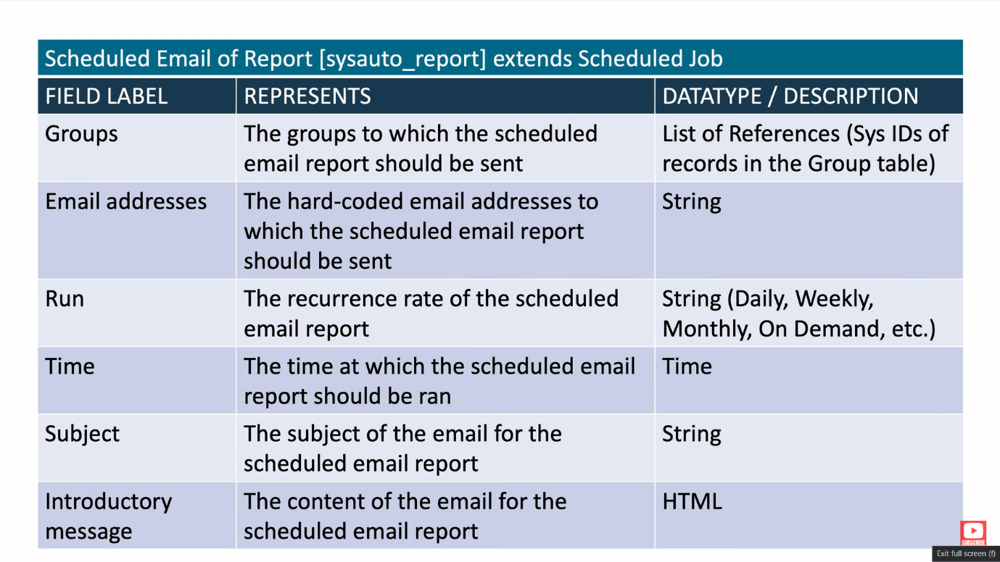 Scheduled Email of Report [sysauto_report] extends Scheduled Job
FIELD LABEL
REPRESENTS
DATATYPE / DESCRIPTION
Groups
The groups to which the scheduled
email report should be sent
List of References (Sys IDs of
records in the Group table)
Email addresses
The hard-coded email addresses to
which the scheduled email report
should be sent
String
Run
The recurrence rate of the scheduled
email report
String (Daily, Weekly,
Monthly, On Demand, etc.)
Time
The time at which the scheduled email
report should be ran
Time
Subject
The subject of the email for the
scheduled email report
String
Introductory
message
The content of the email for the
scheduled email report
HTML
SUBSCRIBE
Exit full screen (f)